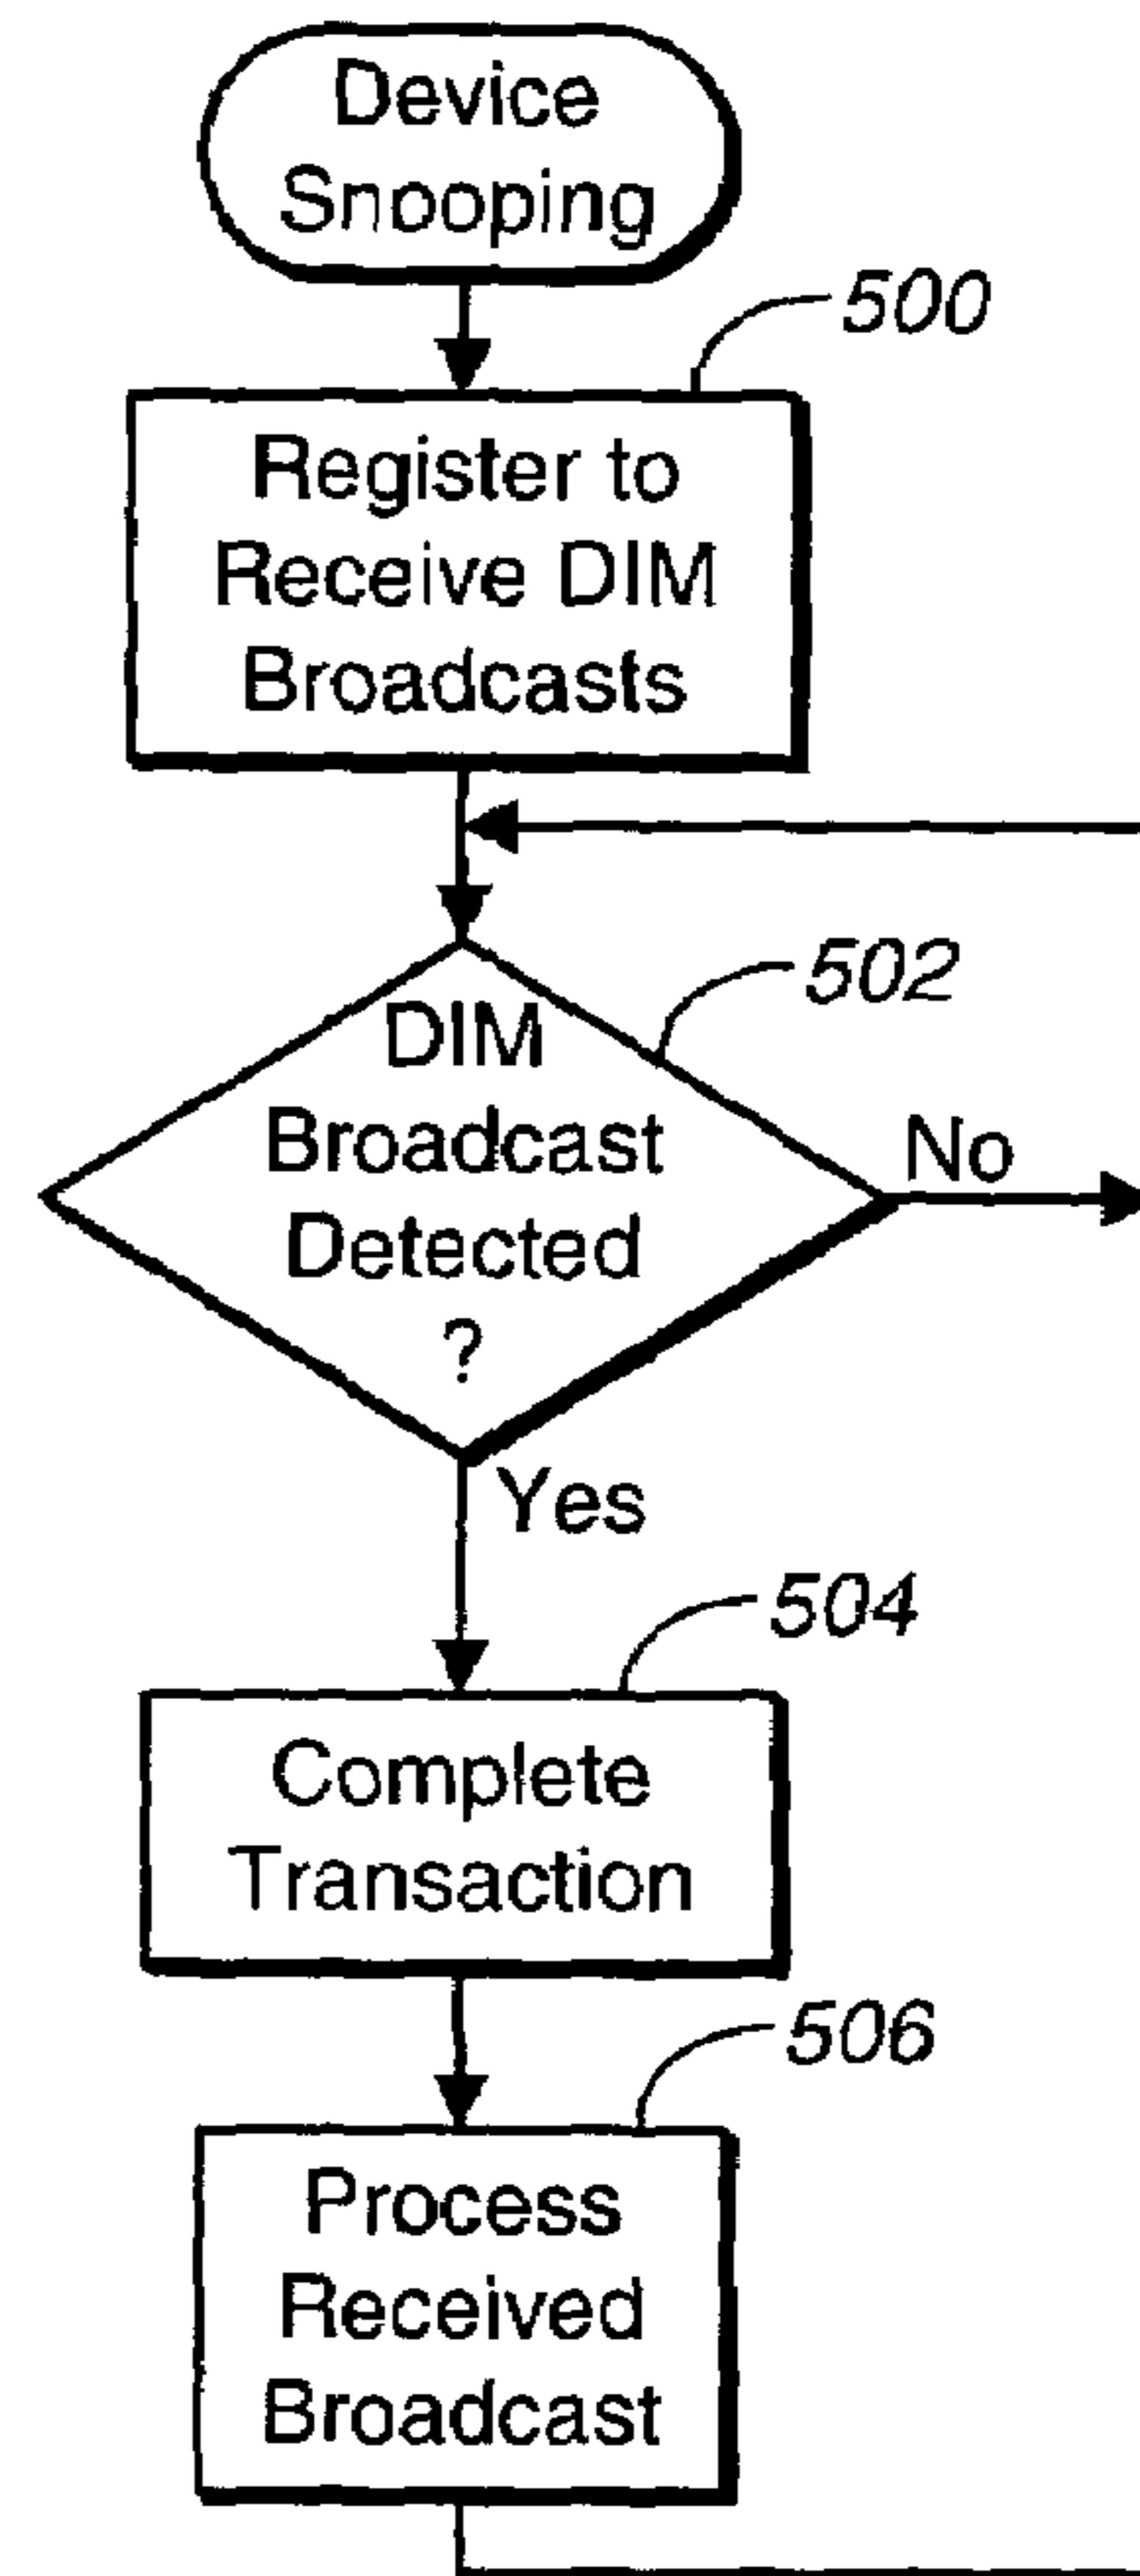 Device
Snooping
500
Register to
Receive DIM
Broadcasts
502
DIM
Broadcast
Detected
?
No
Yes
504
Complete
Transaction
506
Process
Received
Broadcast